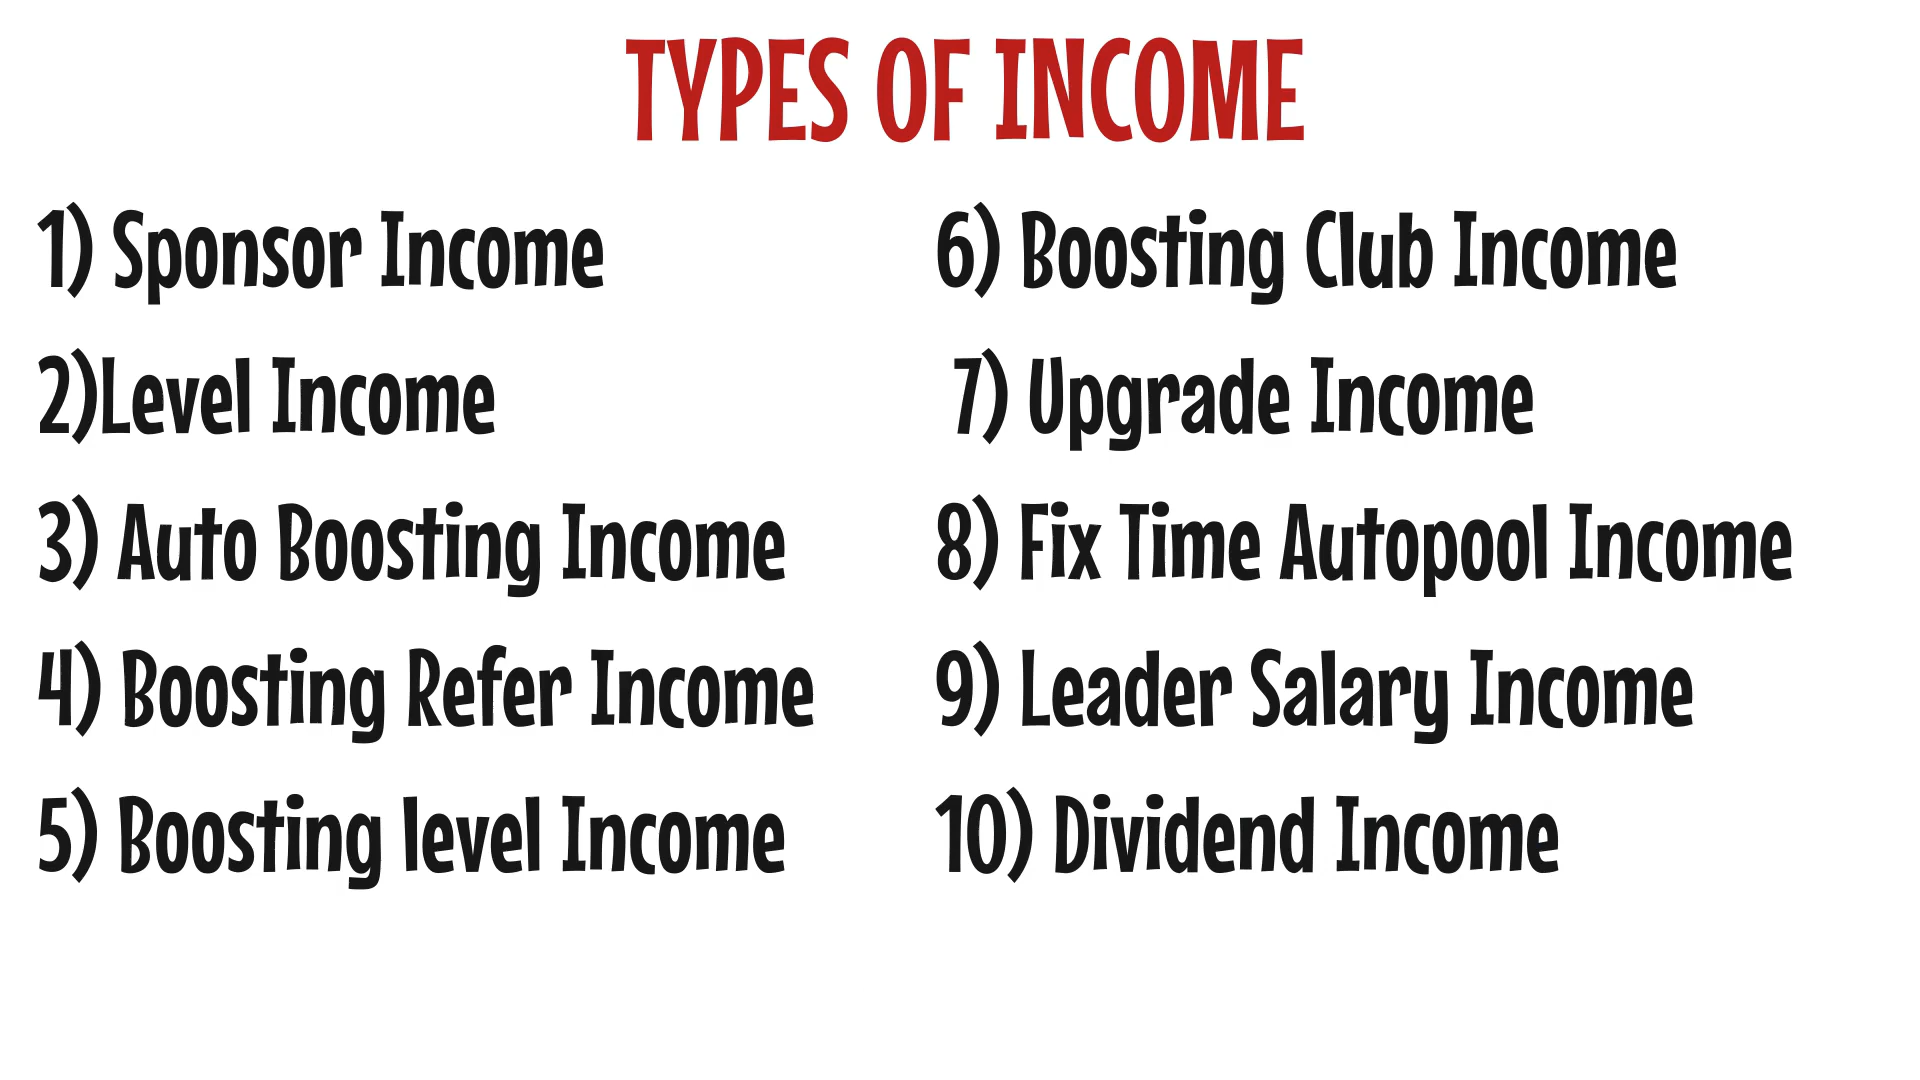 TYPES OF INCOME
1) Sponsor Income
2)Level Income
3) Auto Boosting Income
4) Boosting Refer Income
5) Boosting level Income
6) Boosting Club Income
7) Upgrade Income
8) Fix Time Autopool Income
9) Leader Salary Income
10) Dividend Income